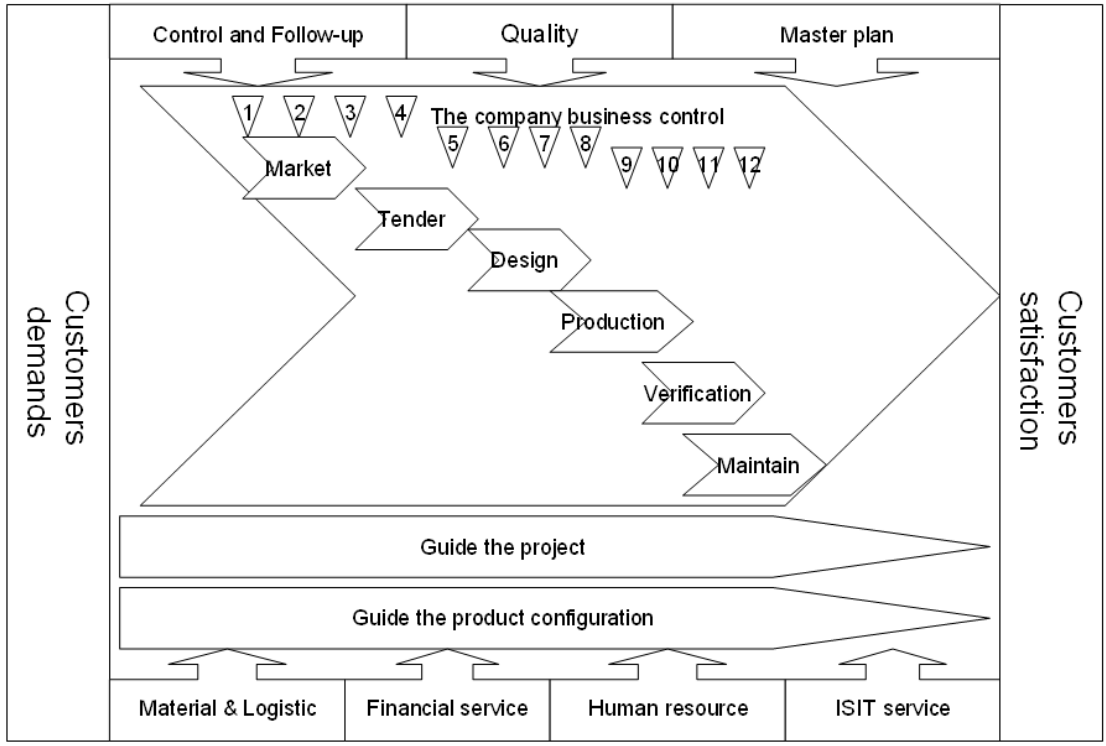 Control and Follow-up
Quality
Master plan
1
2
3
4
The company business control
5
6
7
8
9
10
11
12
Market
Tender
Design
Production
Verification
Maintain
Customers
demands
Customers
satisfaction
Guide the project
Guide the product configuration
Material & Logistic
Financial service
Human resource
ISIT service